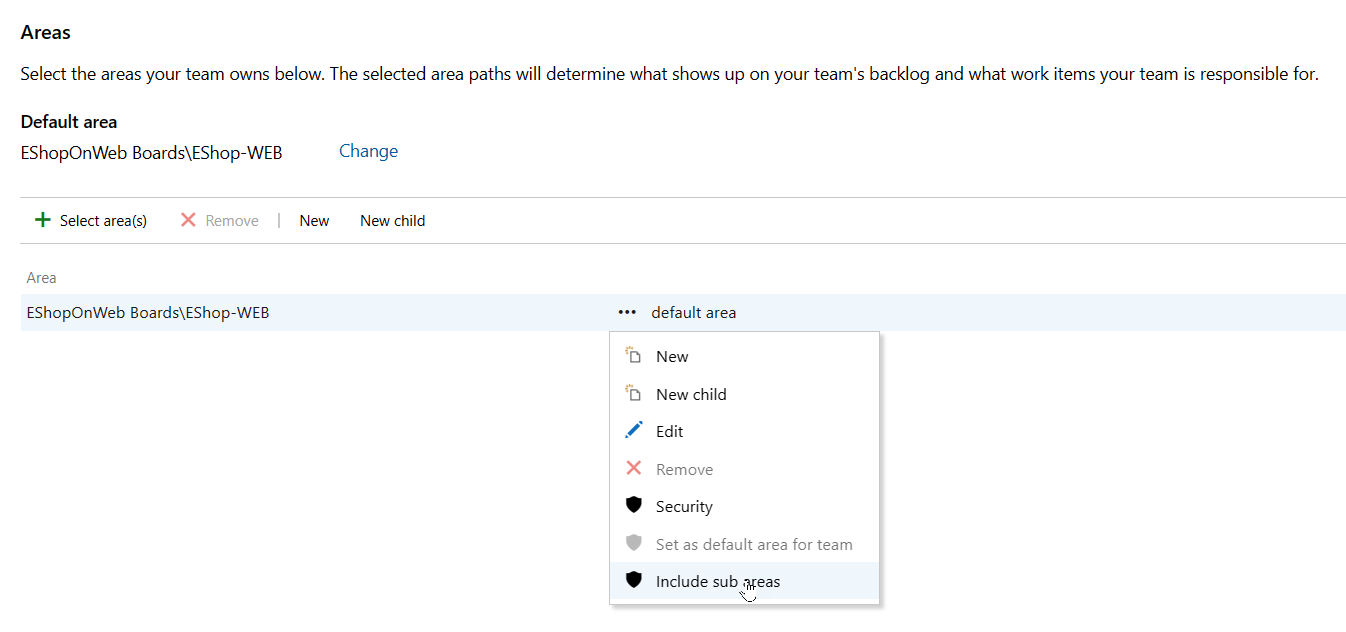 Areas
Select the areas your team owns below. The selected area paths will determine what shows up on your team's backlog and what work items your team is responsible for.
Default area
EShopOnWeb Boards\EShop-WEB Change
Select area(s) Remove | New New child
Area
EShopOnWeb Boards\EShop-WEB ••• default area
New
New child
Edit
Remove
Security
Set as default area for team
Include sub areas